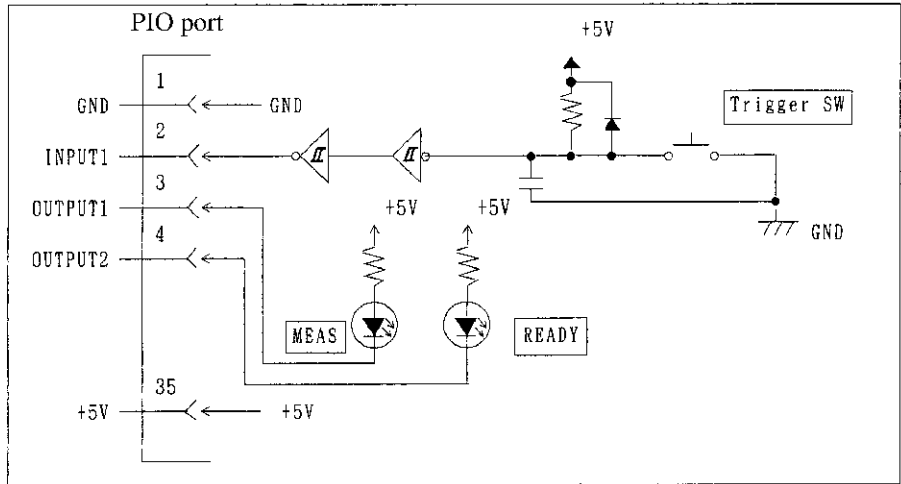 PIO port
+5V
1
GND
GND
Trigger SW
2
INPUT1
3
+5V
+5V
OUTPUT1
GND
4
OUTPUT2
MEAS
READY
35
+5V
+5V